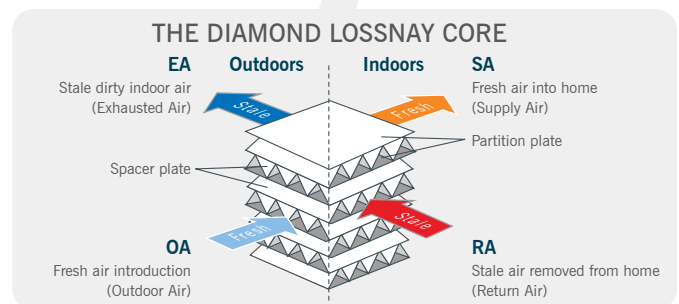 THE DIAMOND LOSSNAY CORE
EA Outdoors Indoors SA
Stale dirty indoor air
(Exhausted Air)
Stale
Fresh
Fresh air into home
(Supply Air)
Partition plate
Spacer plate
Fresh
Stale
OA
Fresh air introduction
(Outdoor Air)
RA
Stale air removed from home
(Return Air)